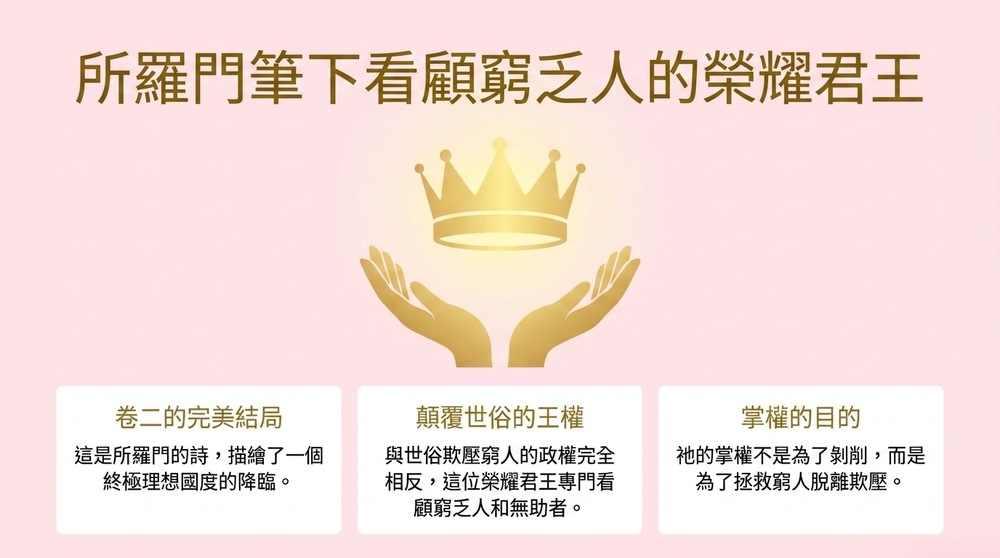 所羅門筆下看顧窮乏人的榮耀君王
卷二的完美結局
這是所羅門的詩，描繪了一個
終極理想國度的降臨。
顛覆世俗的王權
與世俗欺壓窮人的政權完全
相反，這位榮耀君王專門看
顧窮乏人和無助者。
掌權的目的
祂的掌權不是為了剝削，而是
為了拯救窮人脫離欺壓。